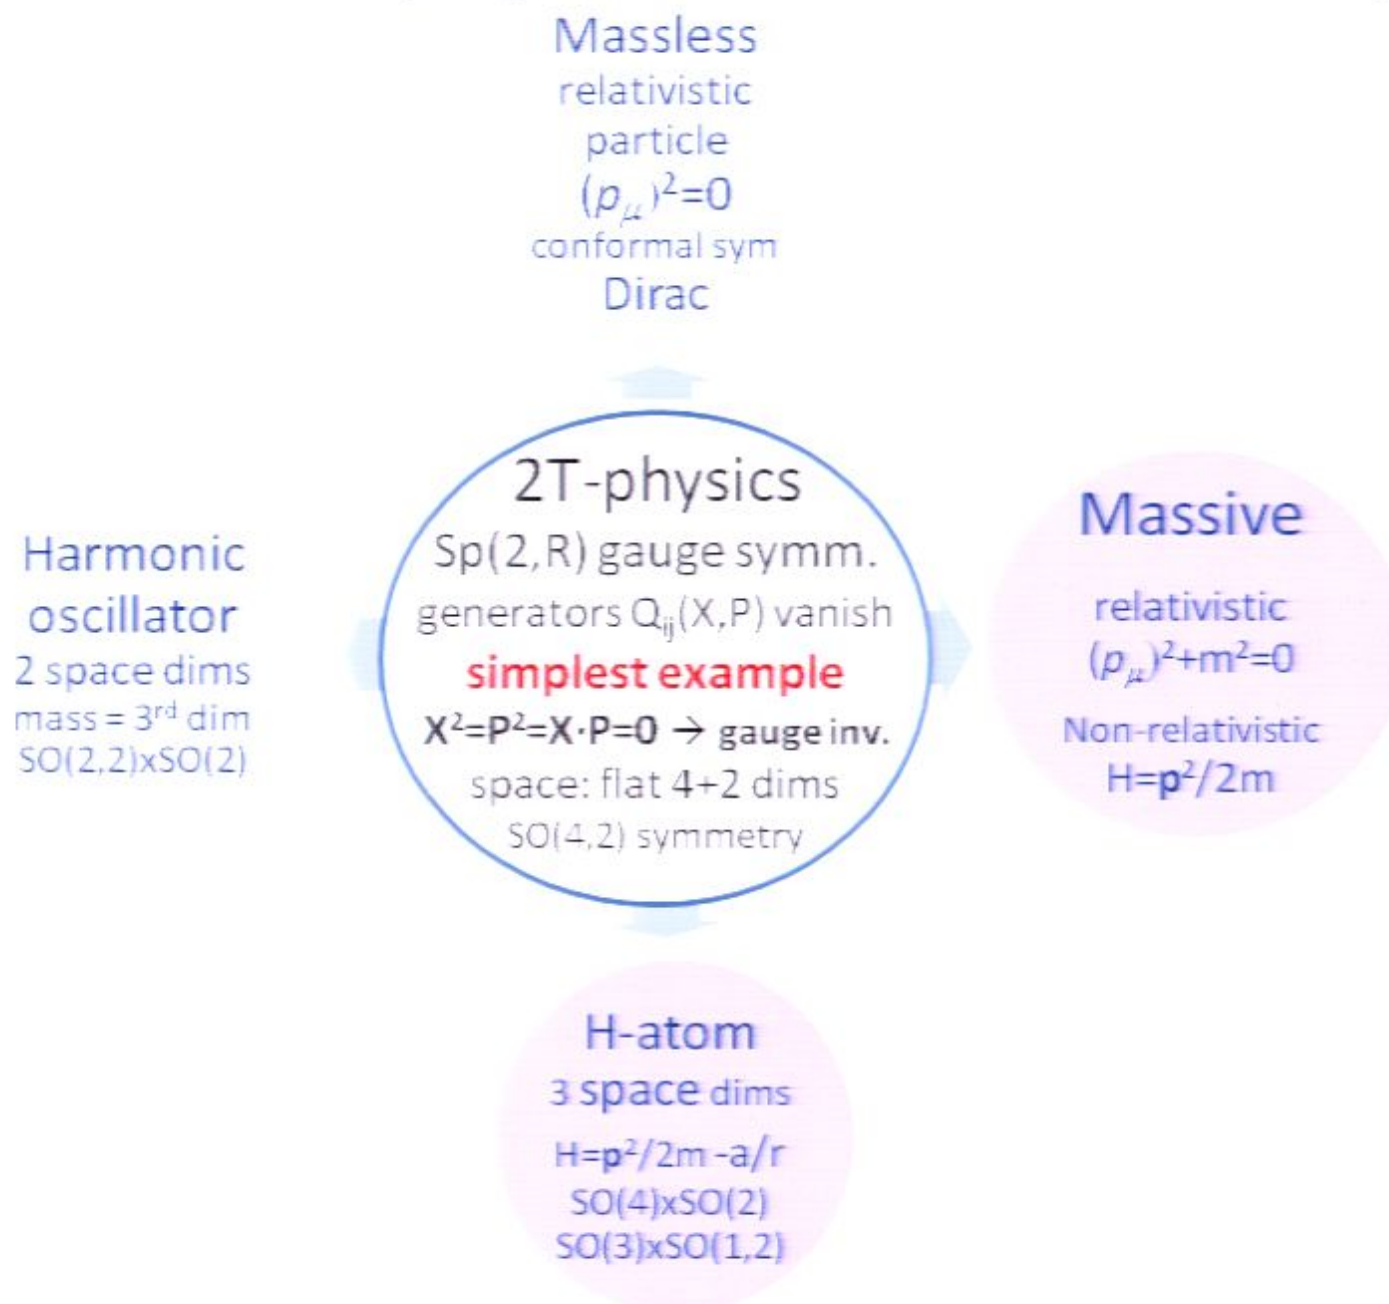 Massless
relativistic
particle
(pμ)²=0
conformal sym
Dirac
2T-physics
Sp(2,R) gauge symm.
generators Qij(X,P) vanish
simplest example
X²=P²=X·P=0 → gauge inv.
space: flat 4+2 dims
SO(4,2) symmetry
Harmonic
oscillator
2 space dims
mass = 3rd dim
SO(2,2)xSO(2)
Massive
relativistic
(pμ)²+m²=0
Non-relativistic
H=p²/2m
H-atom
3 space dims
H=p²/2m -a/r
SO(4)xSO(2)
SO(3)xSO(1,2)